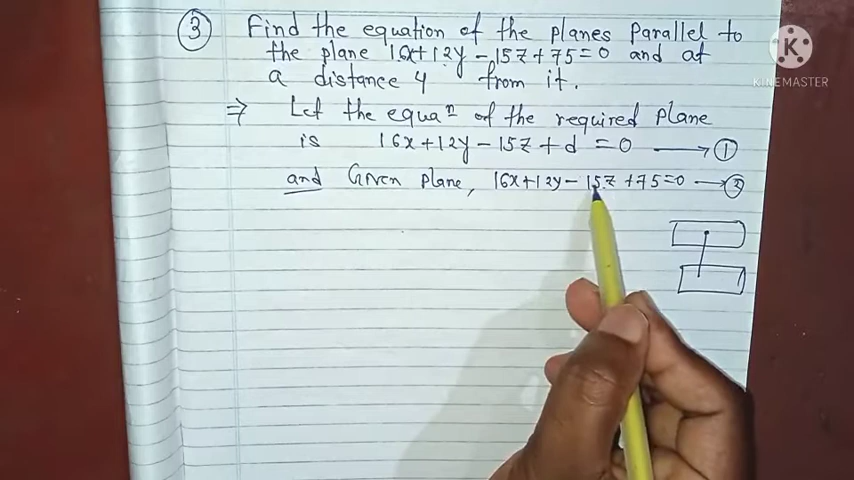 ③ Find the equation of the planes parallel to
the plane 16x+12y-15z+75=0 and at
a distance 4 from it.
⇒ Let the equaⁿ of the required plane
is 16x+12y-15z+d=0 → ①
and Given plane, 16x+12y-15z+75=0 → ②
K
KINEMASTER